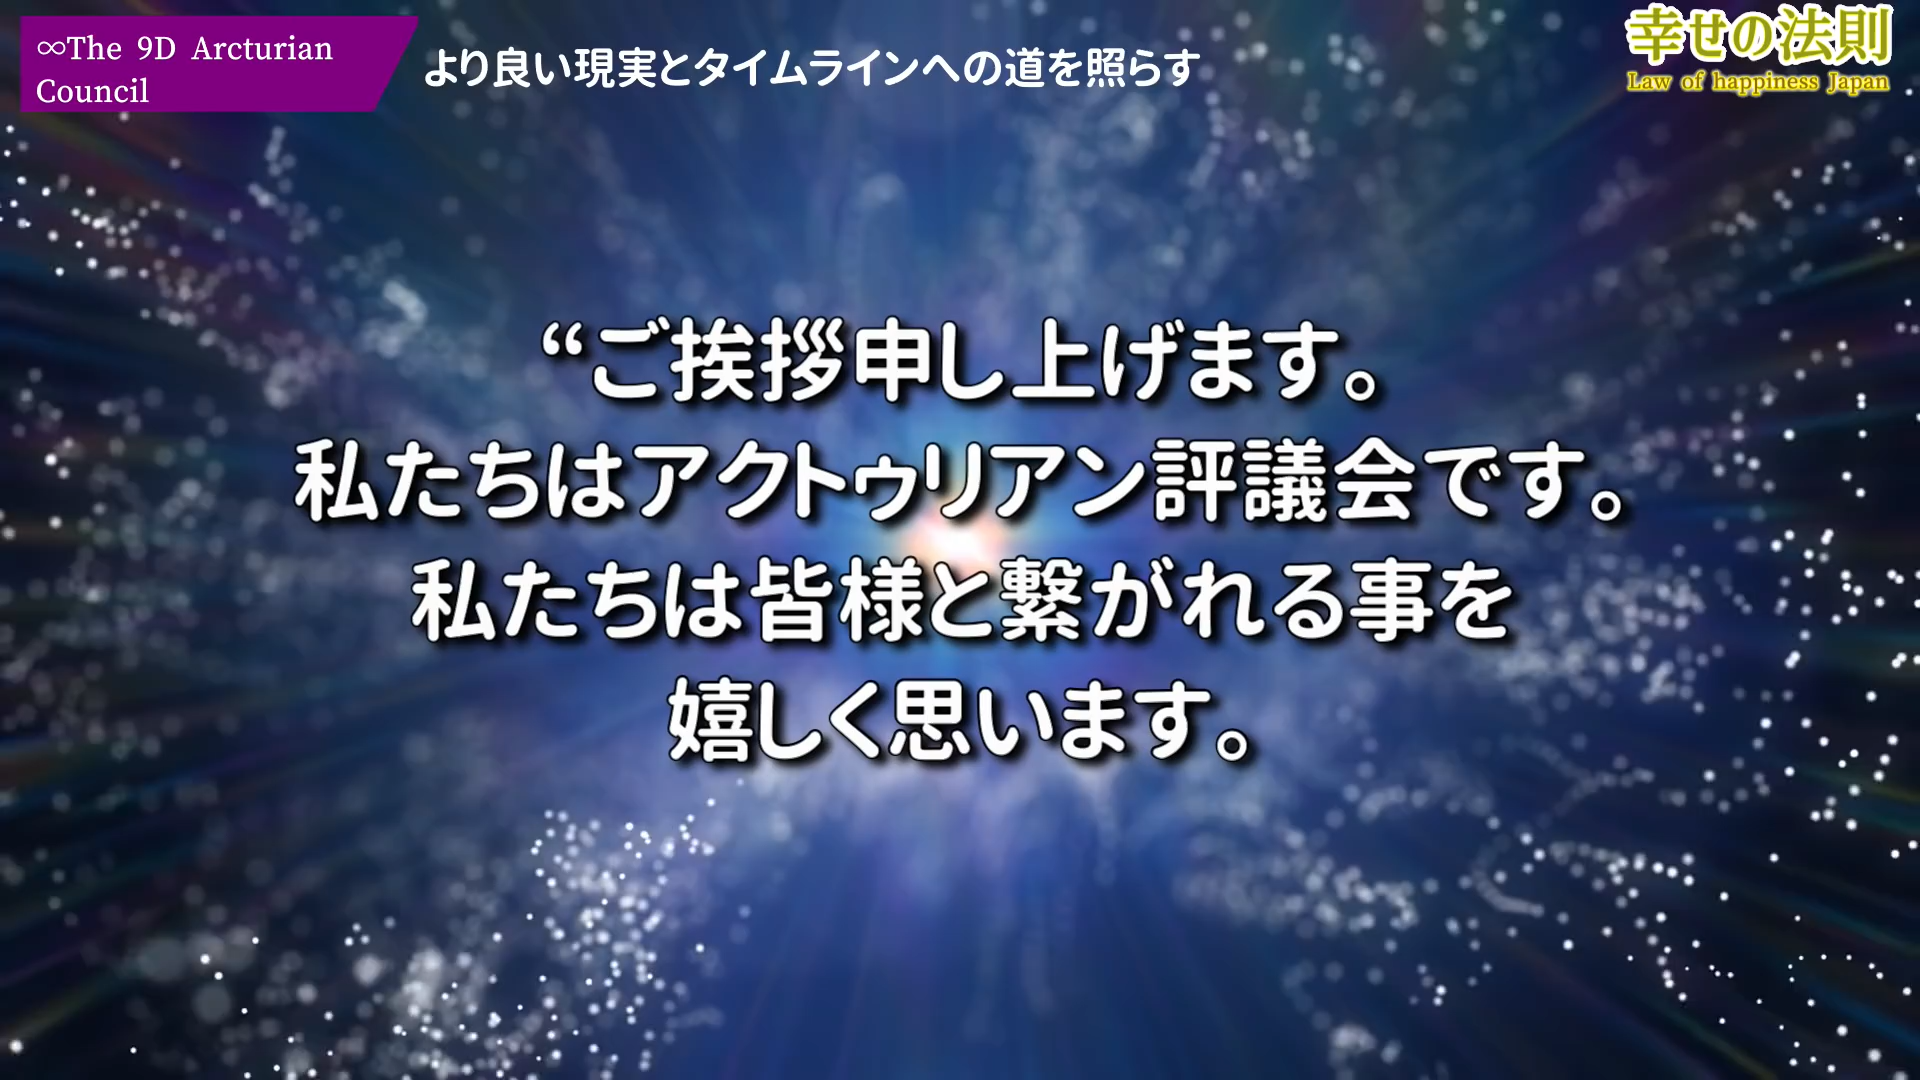 ∞The 9D Arcturian
Council
より良い現実とタイムラインへの道を照らす
幸せの法則
Law of happiness Japan
“ご挨拶申し上げます。
私たちはアクトゥリアン評議会です。
私たちは皆様と繋がれる事を
嬉しく思います。